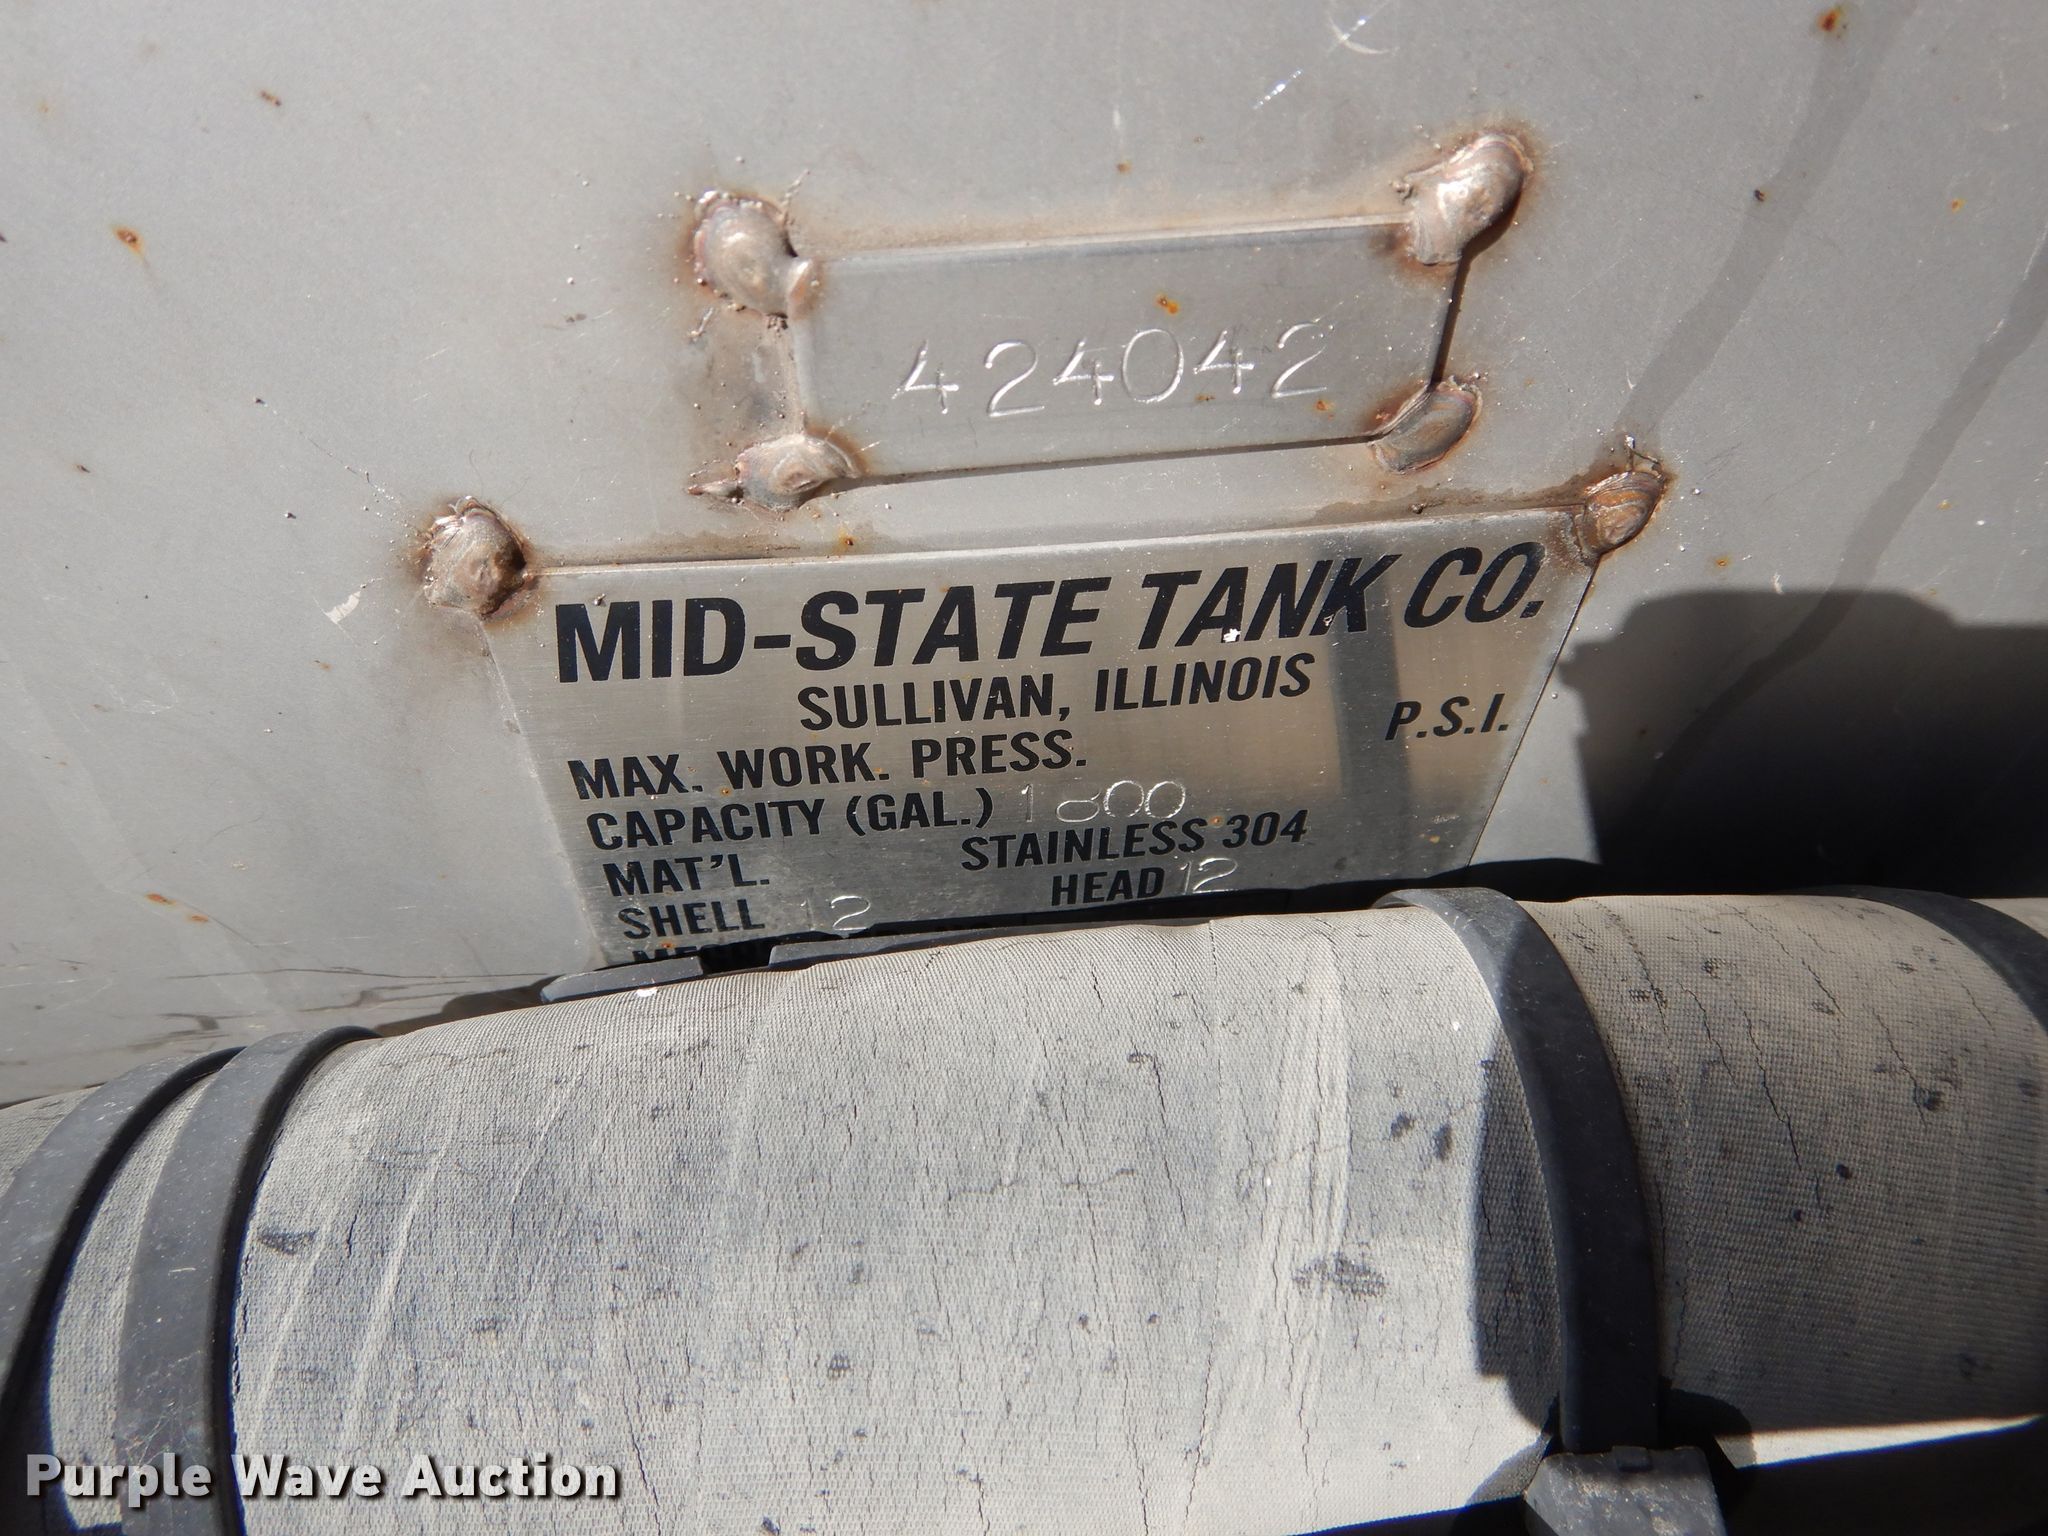 424042
MID-STATE TANK CO.
SULLIVAN, ILLINOIS
MAX. WORK. PRESS. P.S.I.
CAPACITY (GAL.) 1800
MAT'L. STAINLESS 304
SHELL 12 HEAD 12
Purple Wave Auction